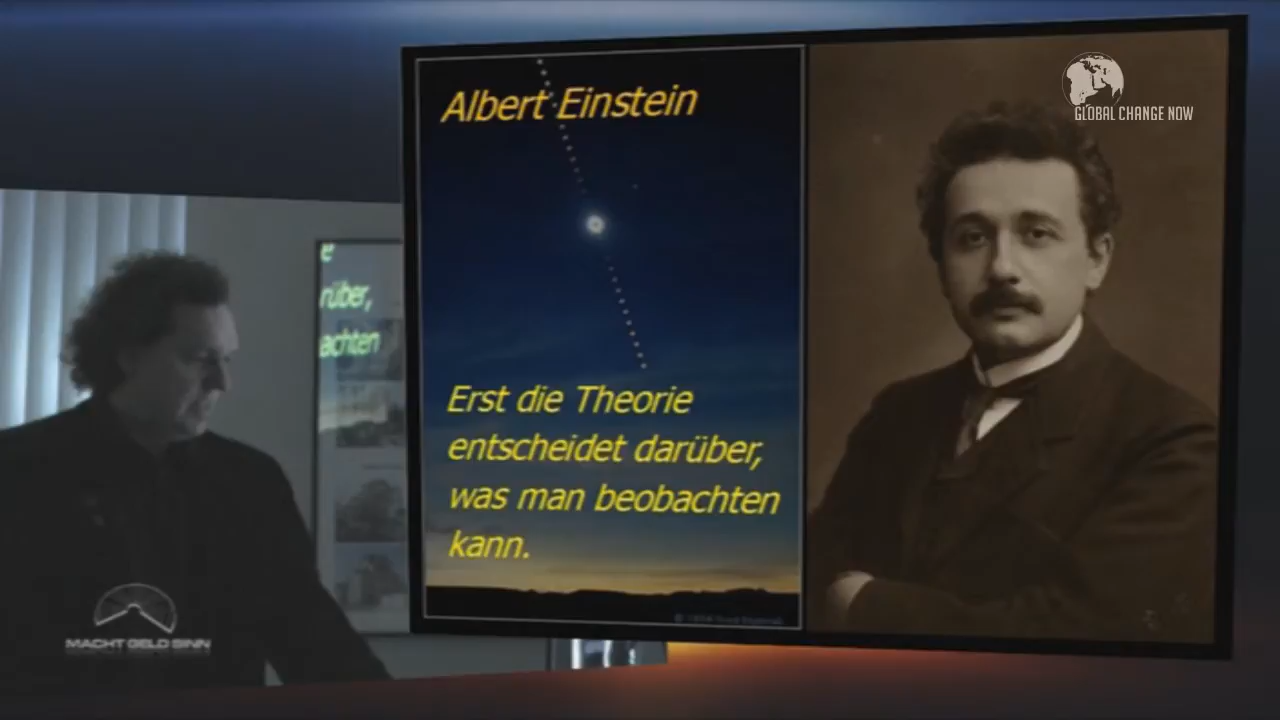 GLOBAL CHANGE NOW
Albert Einstein
Erst die Theorie
entscheidet darüber,
was man beobachten
kann.
e
rüber,
achten
MACHT GELD SINN